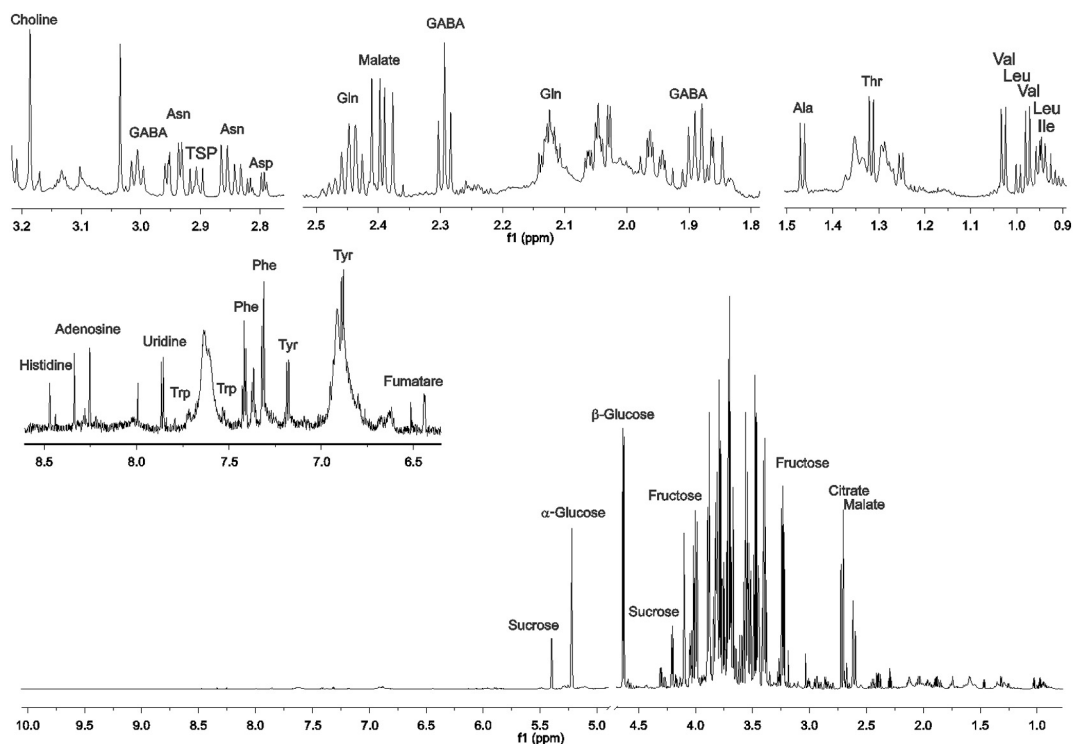 Choline
GABA
Asn
TSP
Asn
Asp
3.2 3.1 3.0 2.9 2.8
Gln
Malate
GABA
Gln
GABA
2.5 2.4 2.3 2.2 2.1 2.0 1.9 1.8
f1 (ppm)
Ala
Thr
Val
Leu
Val
Leu
Ile
1.5 1.4 1.3 1.2 1.1 1.0 0.9
Histidine
Adenosine
Uridine
Trp
Trp
Phe
Phe
Tyr
Tyr
Fumatare
8.5 8.0 7.5 7.0 6.5
Sucrose
α-Glucose
β-Glucose
Sucrose
Fructose
Fructose
Citrate
Malate
10.0 9.5 9.0 8.5 8.0 7.5 7.0 6.5 6.0 5.5 5.0 4.5 4.0 3.5 3.0 2.5 2.0 1.5 1.0
f1 (ppm)